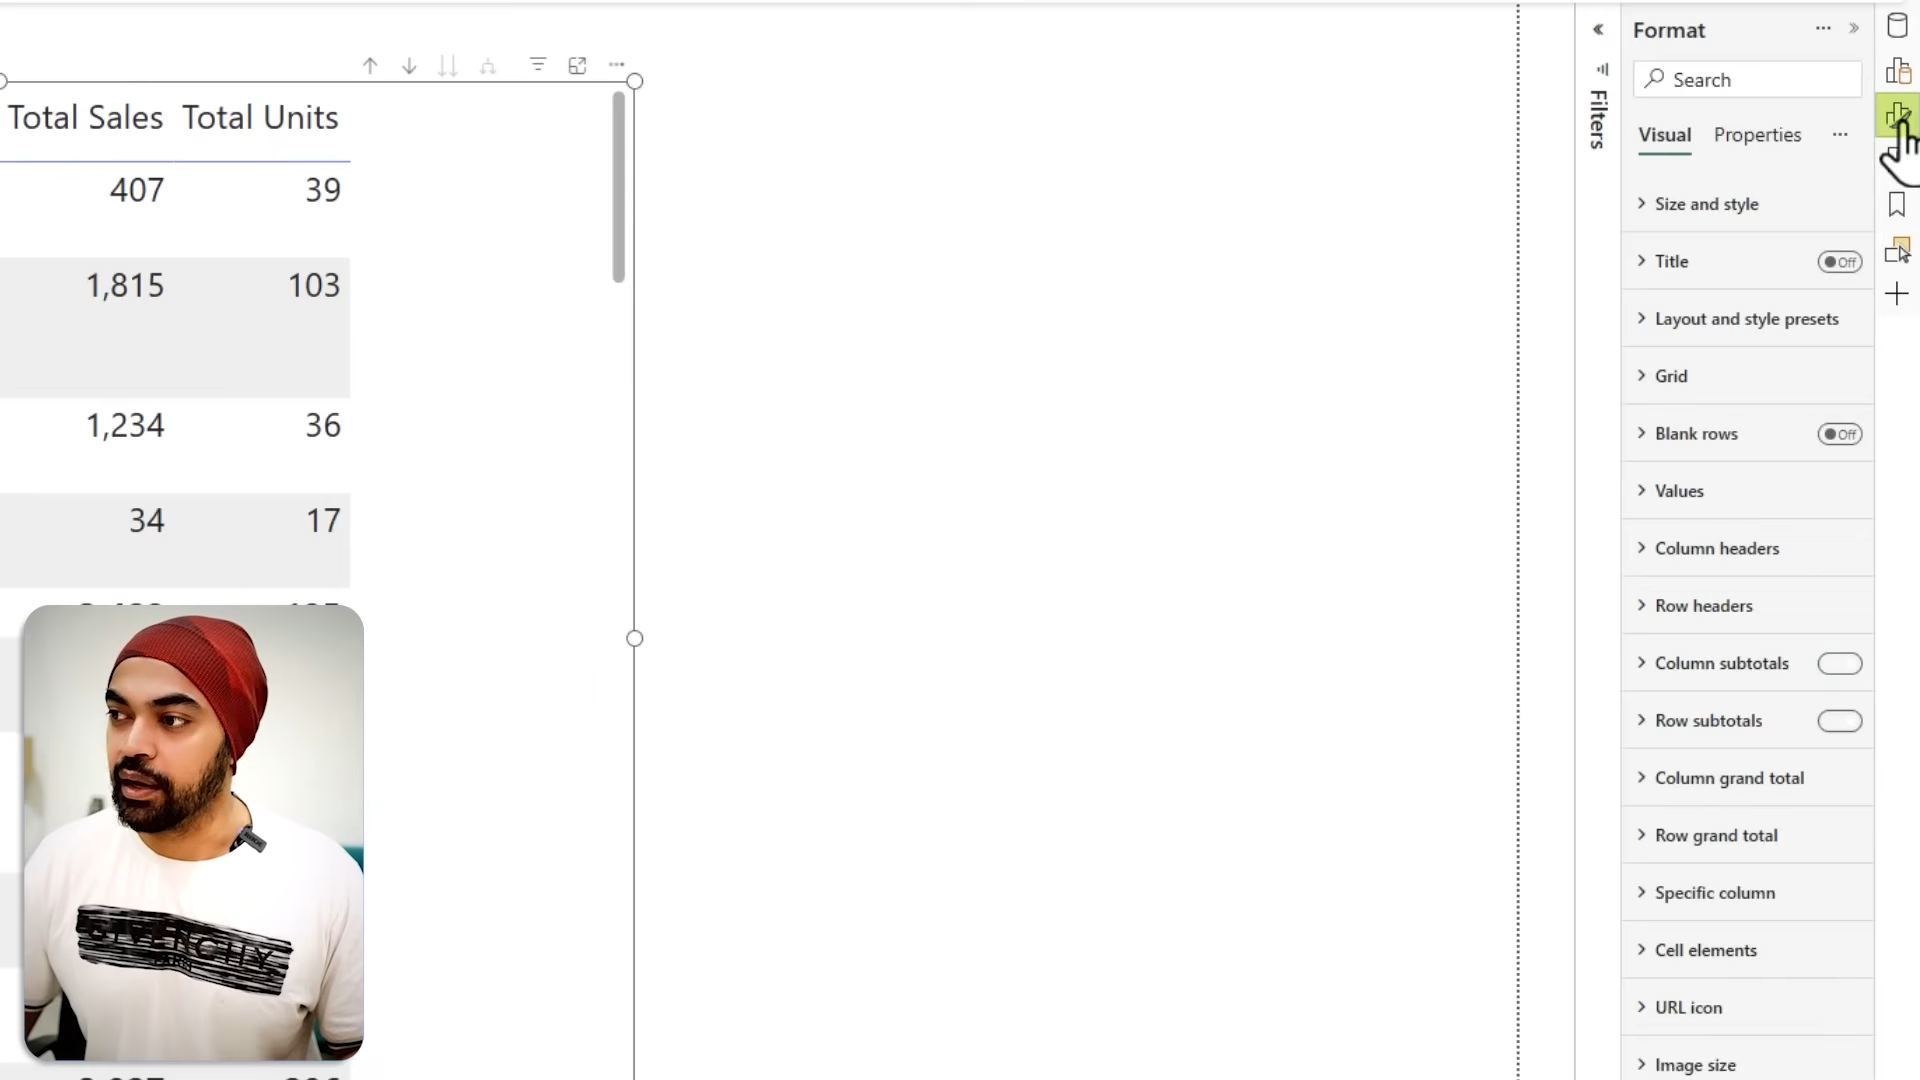 Total Sales Total Units
407 39
1,815 103
1,234 36
34 17
Filters
Format
Search
Visual Properties
Size and style
Title Off
Layout and style presets
Grid
Blank rows Off
Values
Column headers
Row headers
Column subtotals
Row subtotals
Column grand total
Row grand total
Specific column
Cell elements
URL icon
Image size
GIVENCHY
PARIS